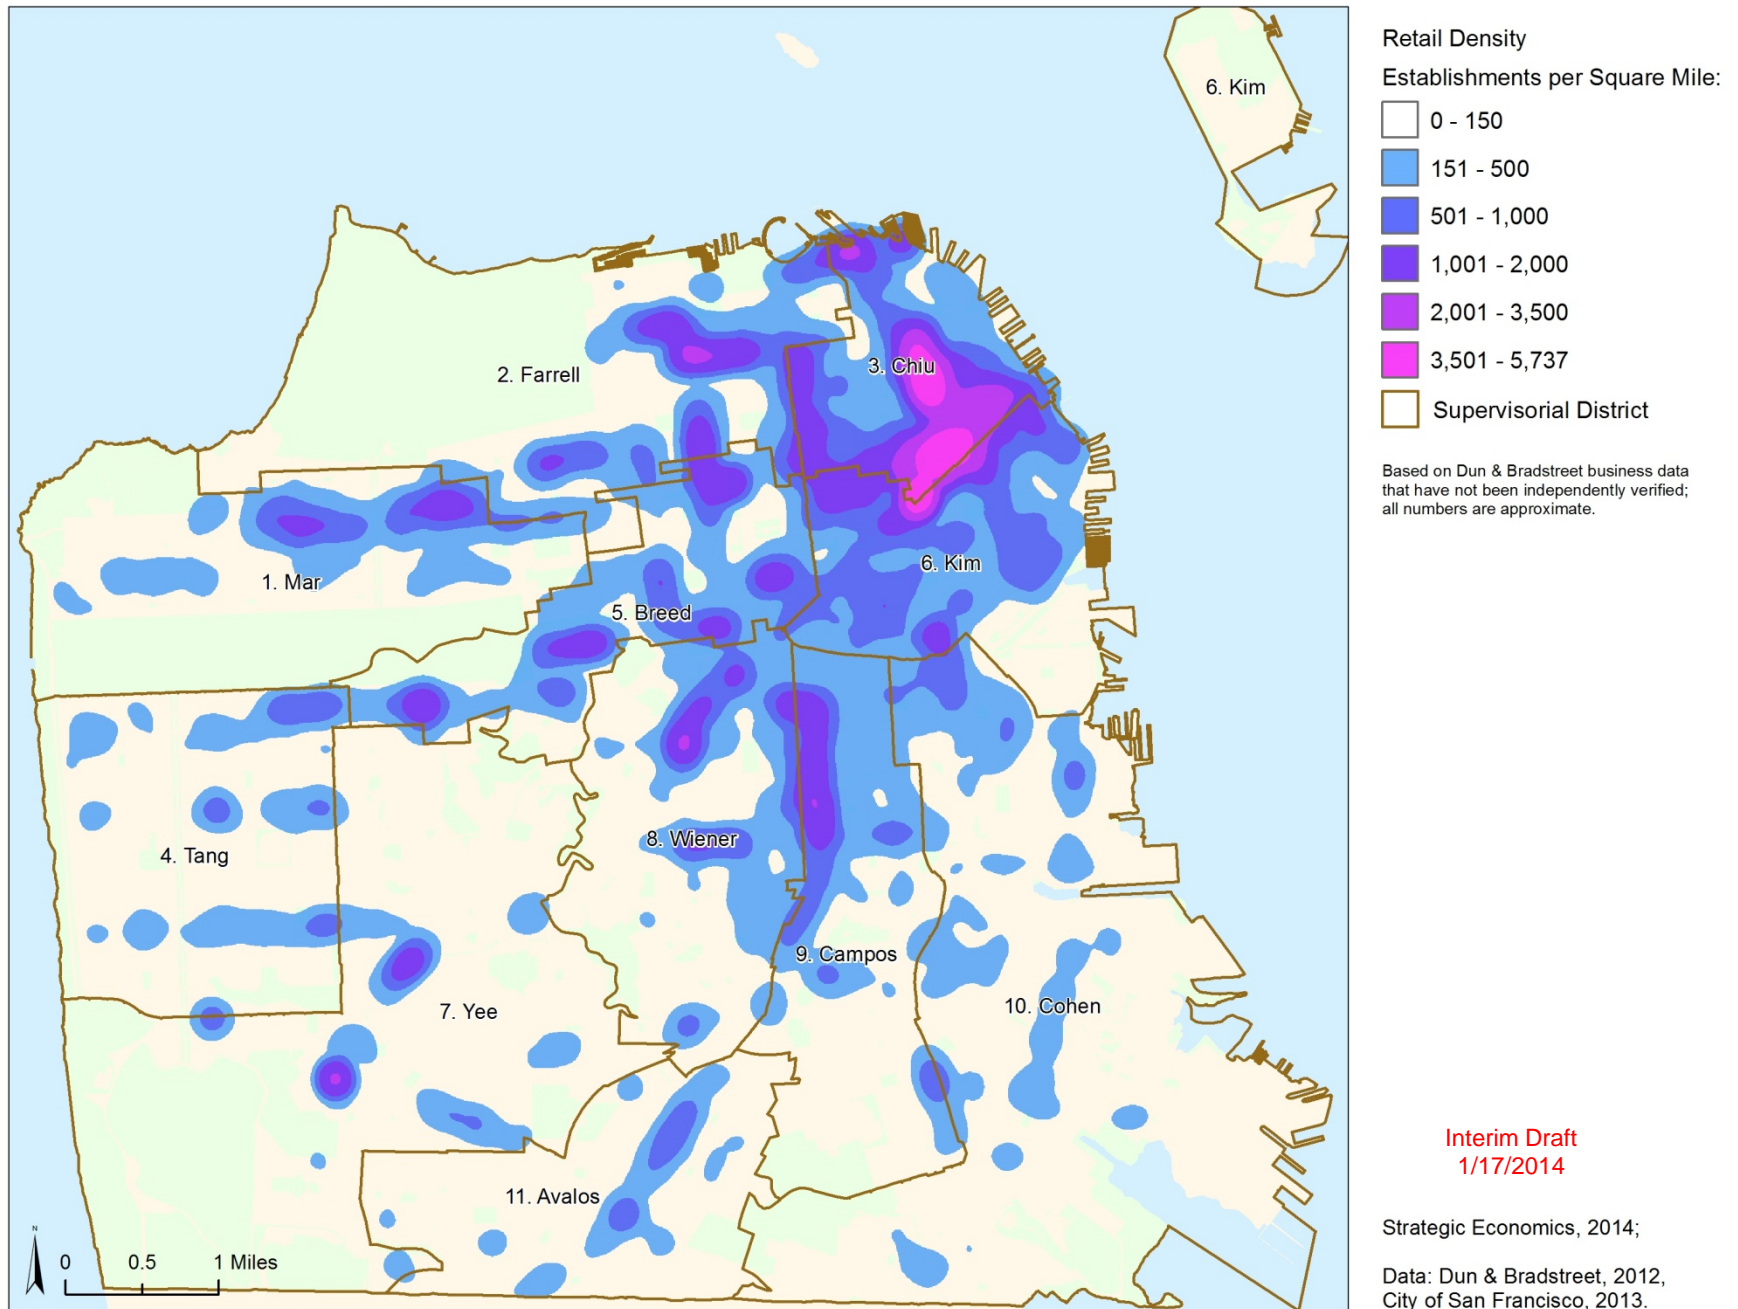 Retail Density
Establishments per Square Mile:
0 - 150
151 - 500
501 - 1,000
1,001 - 2,000
2,001 - 3,500
3,501 - 5,737
Supervisorial District
Based on Dun & Bradstreet business data
that have not been independently verified;
all numbers are approximate.
6. Kim
3. Chiu
2. Farrell
6. Kim
1. Mar
5. Breed
8. Wiener
4. Tang
9. Campos
10. Cohen
7. Yee
11. Avalos
N
0 0.5 1 Miles
Interim Draft
1/17/2014
Strategic Economics, 2014;
Data: Dun & Bradstreet, 2012,
City of San Francisco, 2013.